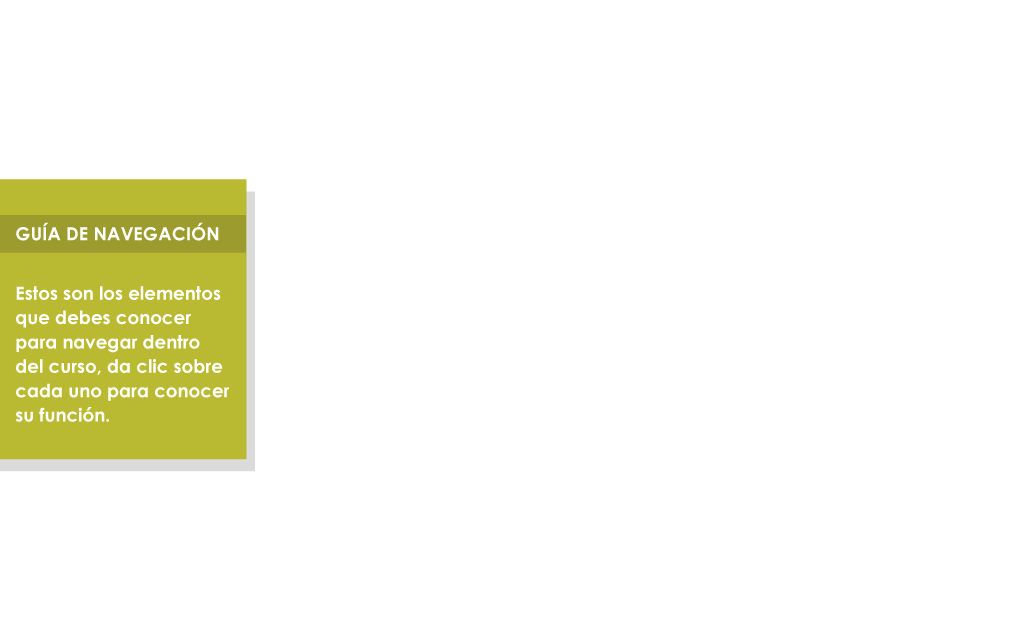 GUÍA DE NAVEGACIÓN
Estos son los elementos
que debes conocer
para navegar dentro
del curso, da clic sobre
cada uno para conocer
su función.